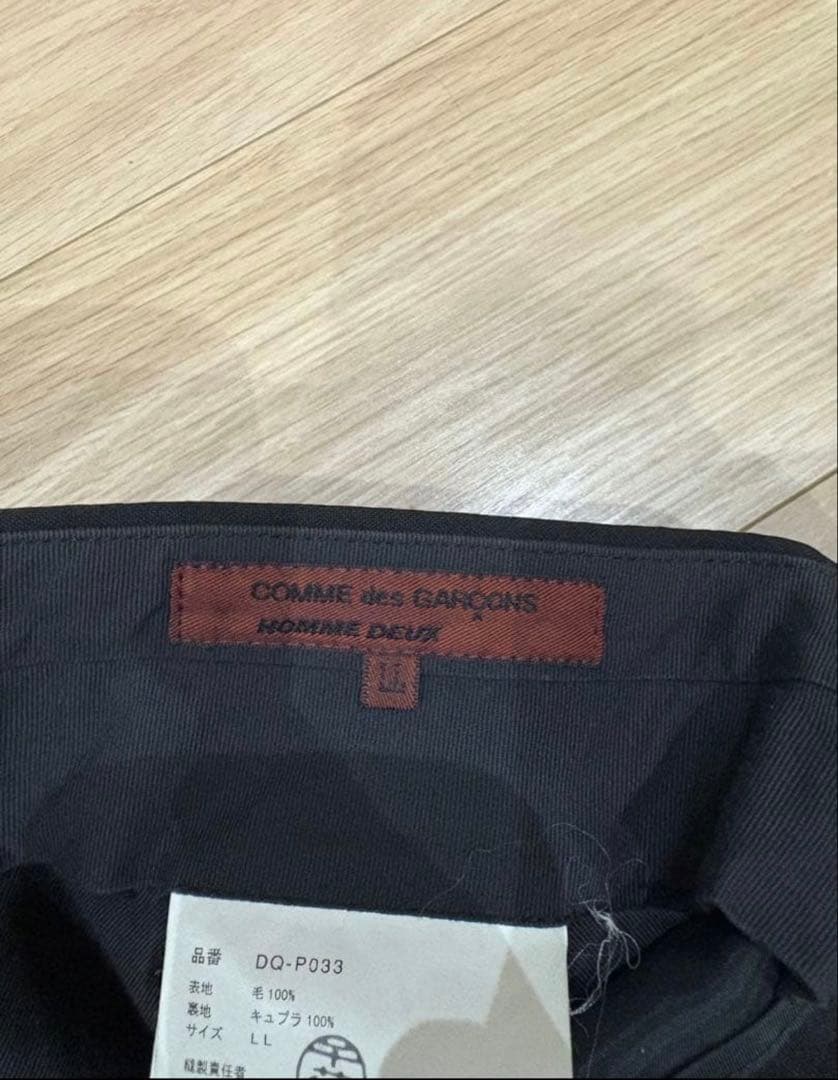 COMME des GARÇONS
HOMME DEUX
LL
品番 DQ-P033
表地 毛 100%
裏地 キュプラ 100%
サイズ LL
縫製責任者